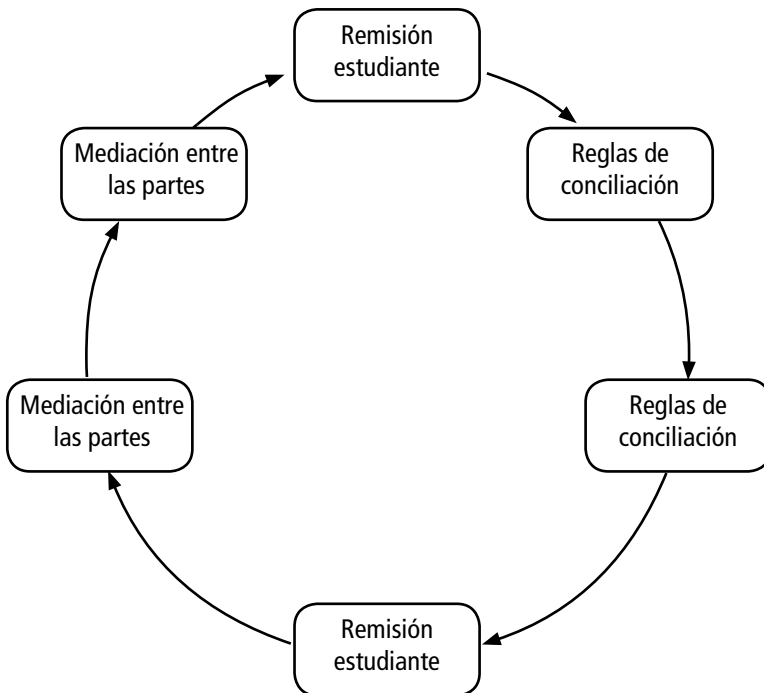 Remisión
estudiante
Mediación entre
las partes
Reglas de
conciliación
Mediación entre
las partes
Reglas de
conciliación
Remisión
estudiante